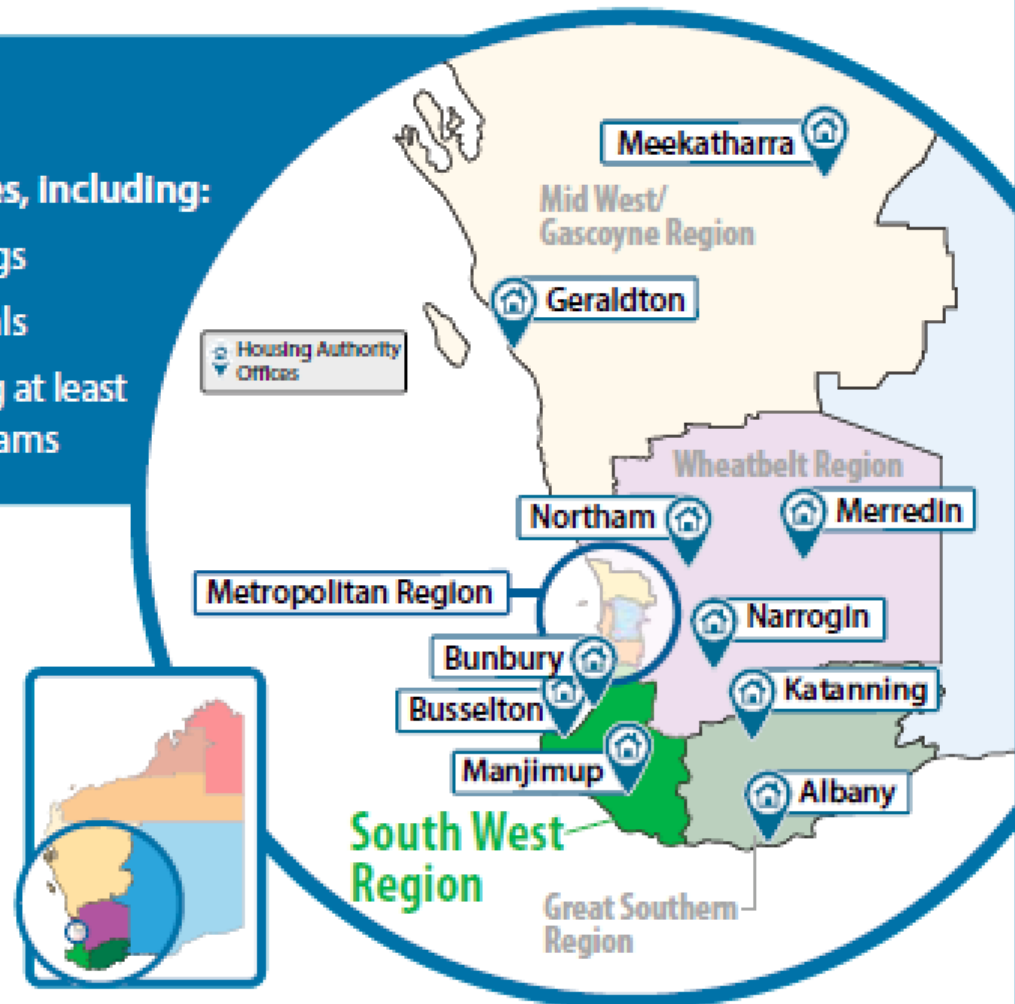 es, including:
gs
ls
g at least
ams
Housing Authority
Offices
Meekatharra
Mid West/
Gascoyne Region
Geraldton
Wheatbelt Region
Northam
Merredin
Metropolitan Region
Narrogin
Bunbury
Katanning
Busselton
Manjimup
Albany
South West
Region
Great Southern
Region